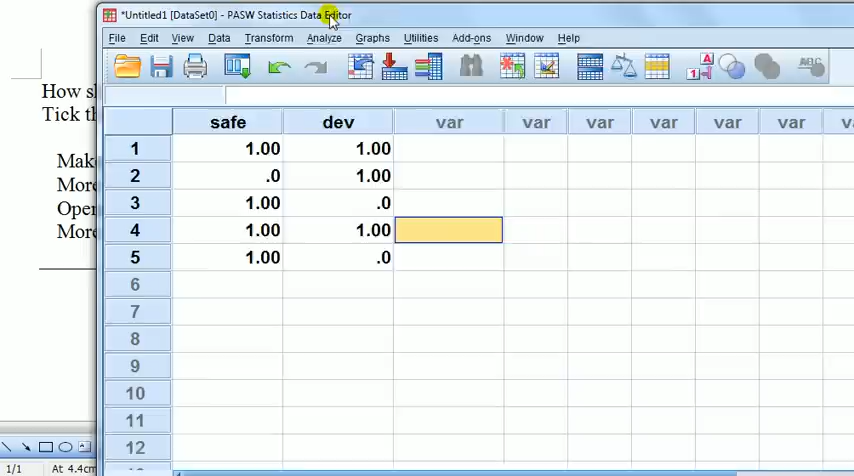 *Untitled1 [DataSet0] - PASW Statistics Data Editor
File Edit View Data Transform Analyze Graphs Utilities Add-ons Window Help
How
Tick
Make
More
Open
More
A
1
ABC
safe dev var var var var var var
1 1.00 1.00
2 .0 1.00
3 1.00 .0
4 1.00 1.00
5 1.00 .0
6
7
8
9
10
11
12
1/1 At 4.4cm